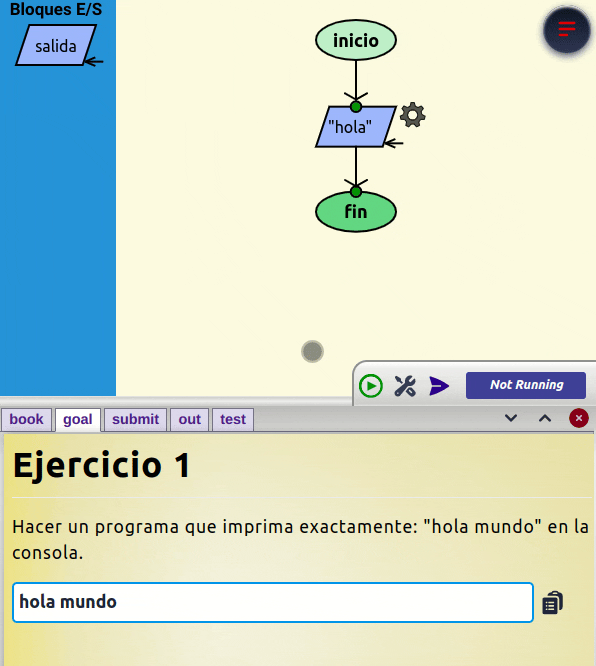 Bloques E/S
salida
inicio
"hola"
fin
Not Running
book goal submit out test
Ejercicio 1
Hacer un programa que imprima exactamente: "hola mundo" en la
consola.
hola mundo